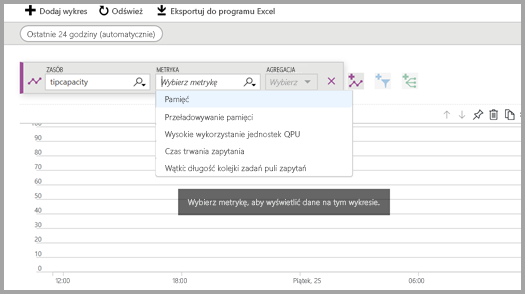 Dodaj wykres Odśwież Eksportuj do programu Excel
Ostatnie 24 godziny (automatycznie)
ZASÓB METRYKA AGREGACJA
tipcapacity Wybierz metrykę Wybierz
Pamięć
Przeładowywanie pamięci
Wysokie wykorzystanie jednostek QPU
Czas trwania zapytania
Wątki: długość kolejki zadań puli zapytań
100
90
80
70
60
50
40
30
20
10
0
Wybierz metrykę, aby wyświetlić dane na tym wykresie.
12:00 18:00 Piątek, 25 06:00